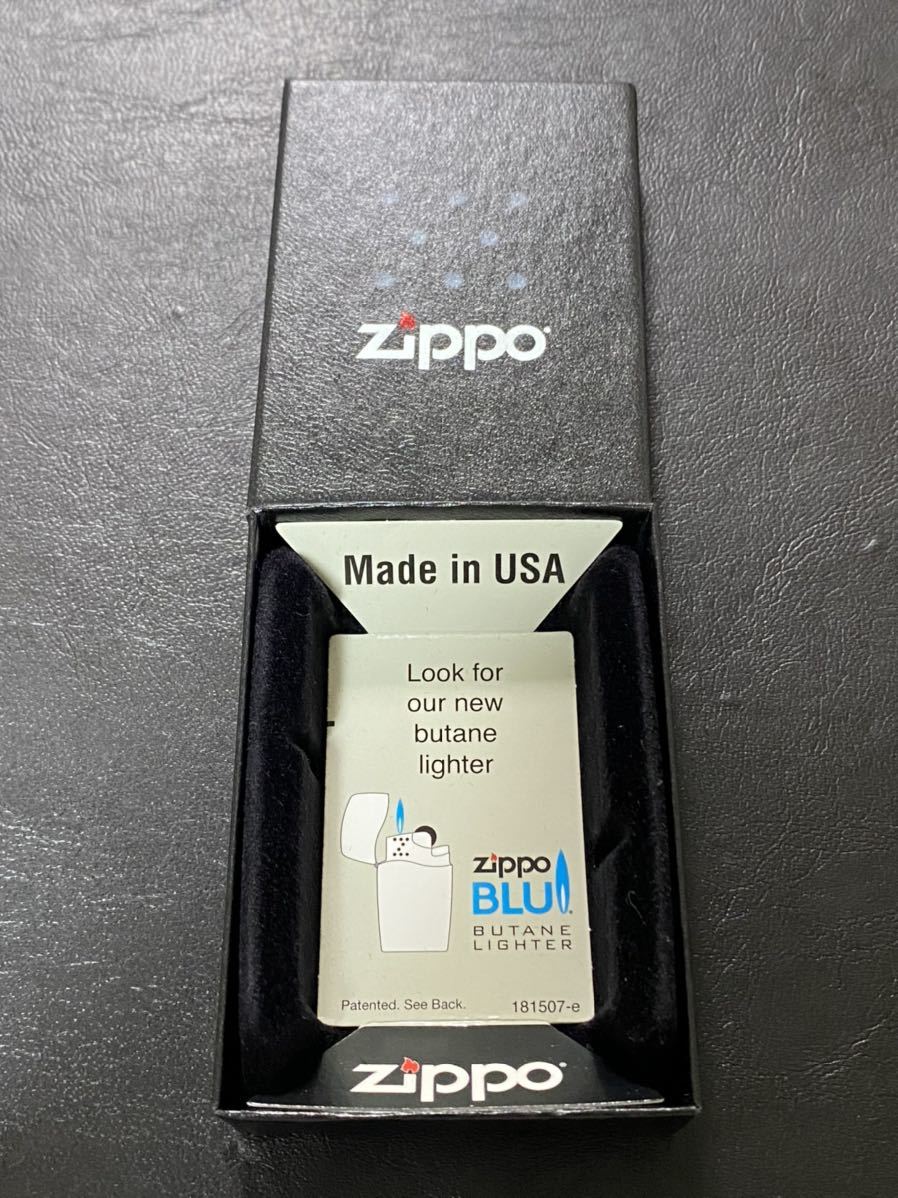 Zippo
Made in USA
Look for
our new
butane
lighter
Zippo
BLU
BUTANE
LIGHTER
Patented. See Back.
181507-e
Zippo